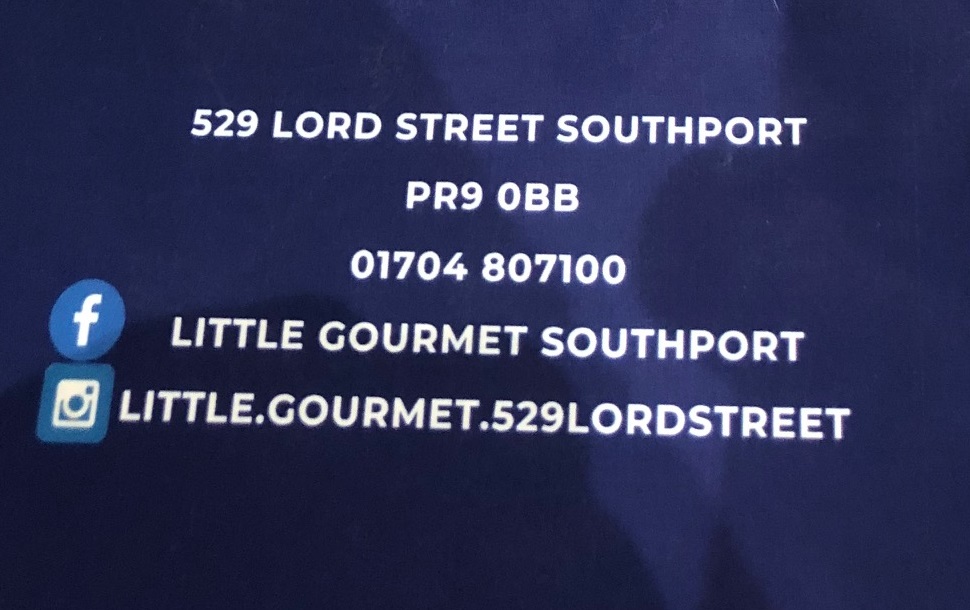 529 LORD STREET SOUTHPORT
PR9 0BB
01704 807100
LITTLE GOURMET SOUTHPORT
LITTLE.GOURMET.529LORDSTREET